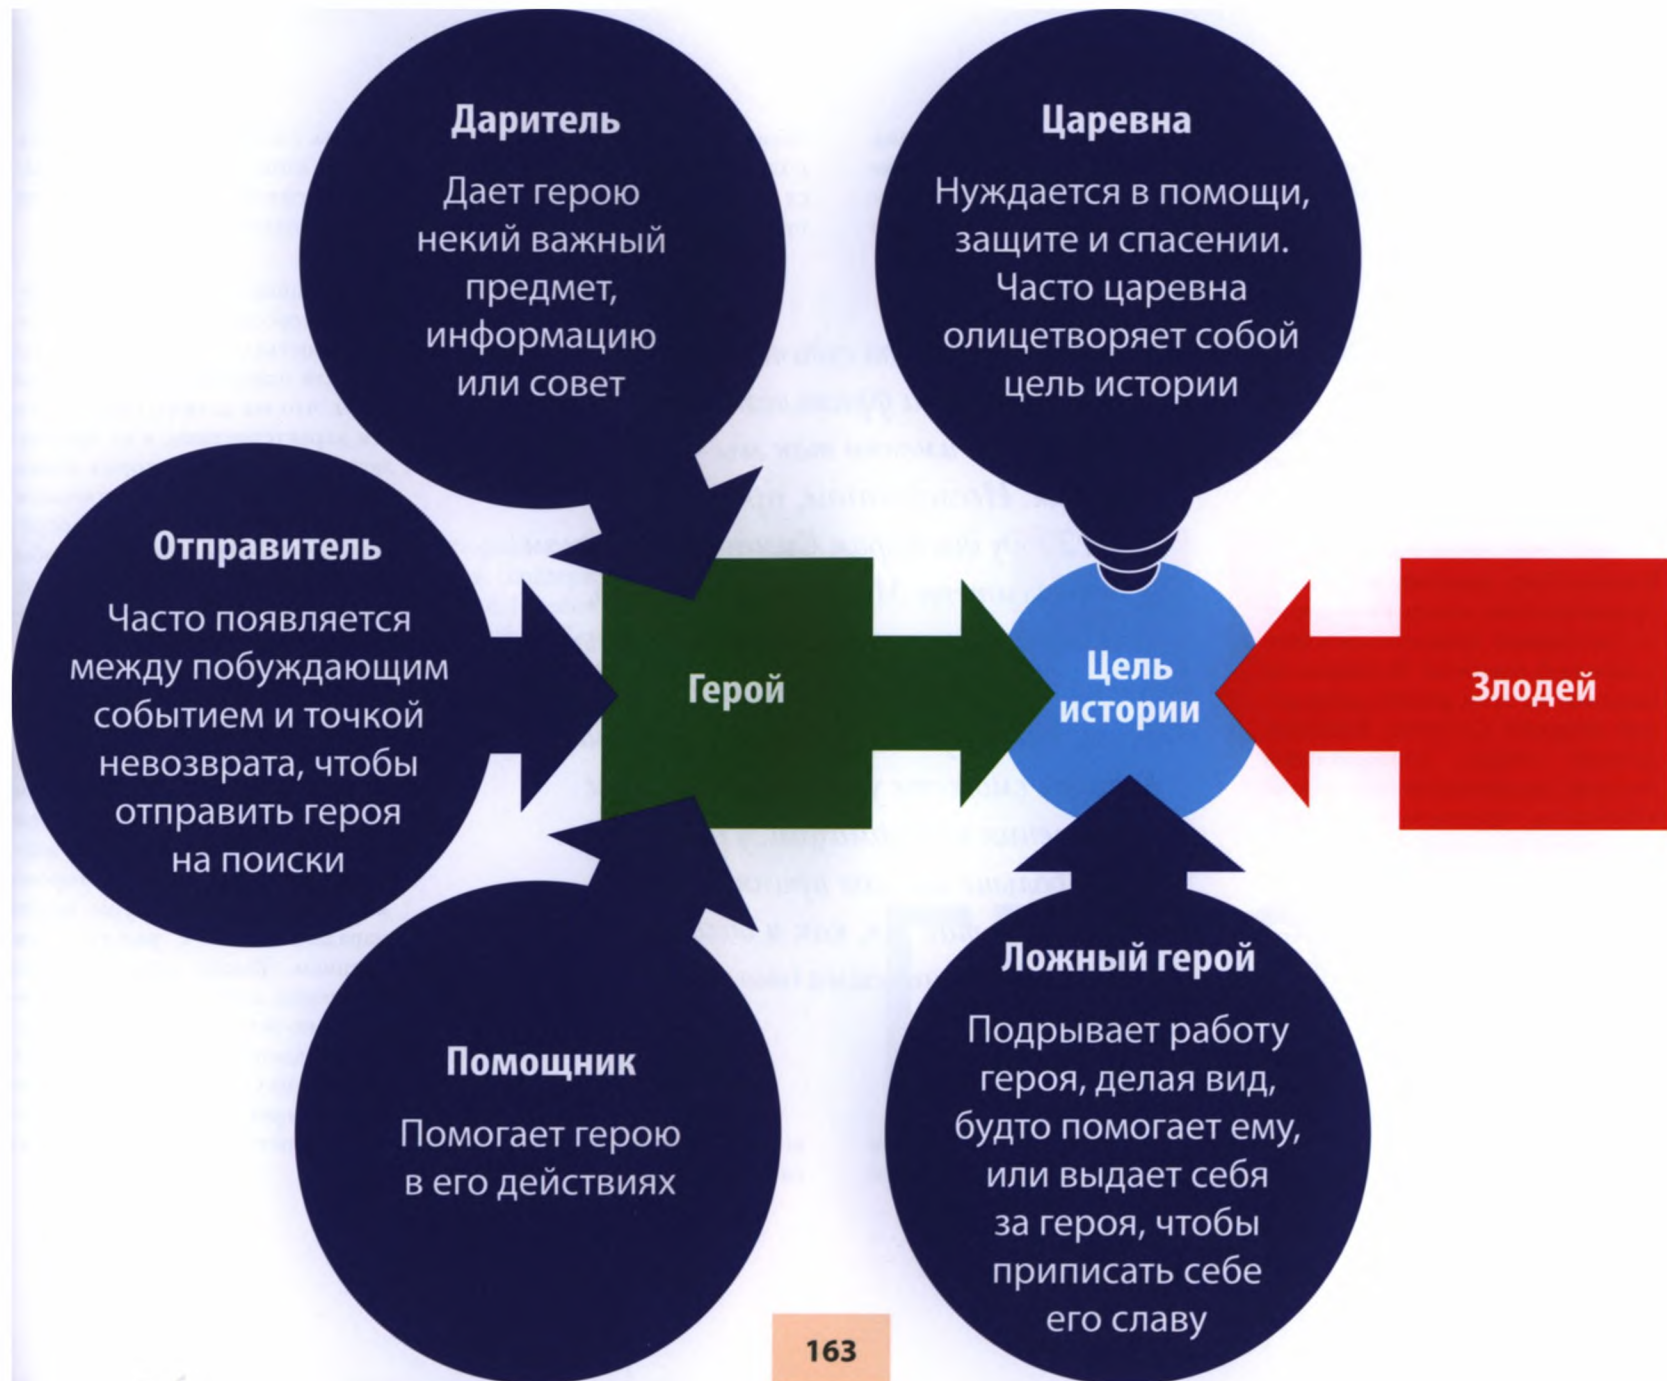 Даритель
Дает герою
некий важный
предмет,
информацию
или совет
Царевна
Нуждается в помощи,
защите и спасении.
Часто царевна
олицетворяет собой
цель истории
Отправитель
Часто появляется
между побуждающим
событием и точкой
невозврата, чтобы
отправить героя
на поиски
Герой
Цель
истории
Злодей
Помощник
Помогает герою
в его действиях
Ложный герой
Подрывает работу
героя, делая вид,
будто помогает ему,
или выдает себя
за героя, чтобы
приписать себе
его славу
163